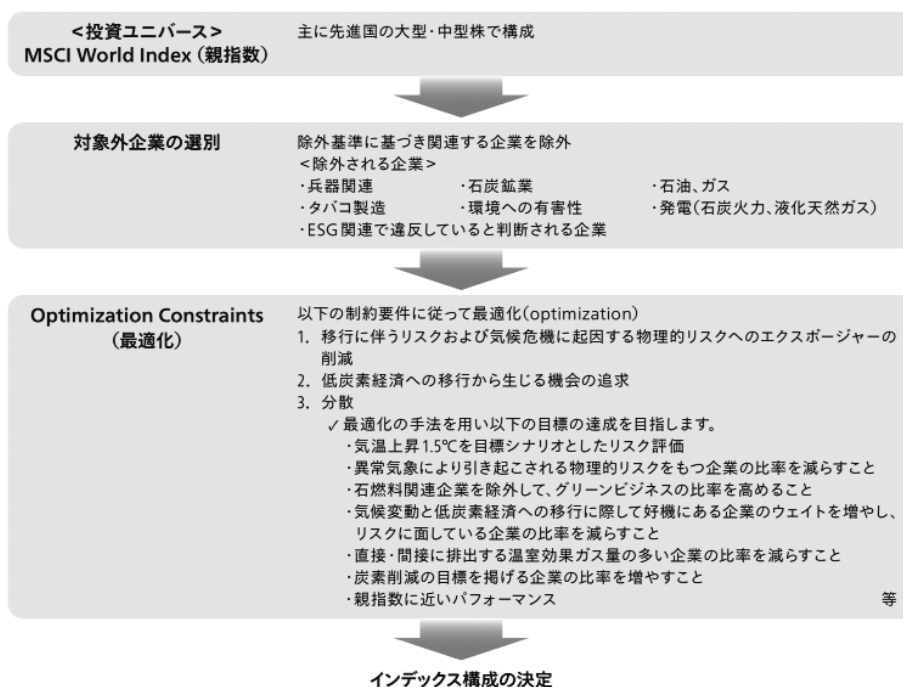 <投資ユニバース>
MSCI World Index（親指数）
主に先進国の大型・中型株で構成
対象外企業の選別
除外基準に基づき関連する企業を除外
＜除外される企業＞
・兵器関連 ・石炭鉱業 ・石油、ガス
・タバコ製造 ・環境への有害性 ・発電（石炭火力、液化天然ガス）
・ESG関連で違反していると判断される企業
Optimization Constraints
（最適化）
以下の制約要件に従って最適化（optimization）
1. 移行に伴うリスクおよび気候危機に起因する物理的リスクへのエクスポージャーの
削減
2. 低炭素経済への移行から生じる機会の追求
3. 分散
✓最適化の手法を用い以下の目標の達成を目指します。
・気温上昇1.5℃を目標シナリオとしたリスク評価
・異常気象により引き起こされる物理的リスクをもつ企業の比率を減らすこと
・石燃料関連企業を除外して、グリーンビジネスの比率を高めること
・気候変動と低炭素経済への移行に際して好機にある企業のウェイトを増やし、
リスクに面している企業の比率を減らすこと
・直接・間接に排出する温室効果ガス量の多い企業の比率を減らすこと
・炭素削減の目標を掲げる企業の比率を増やすこと
・親指数に近いパフォーマンス 等
インデックス構成の決定